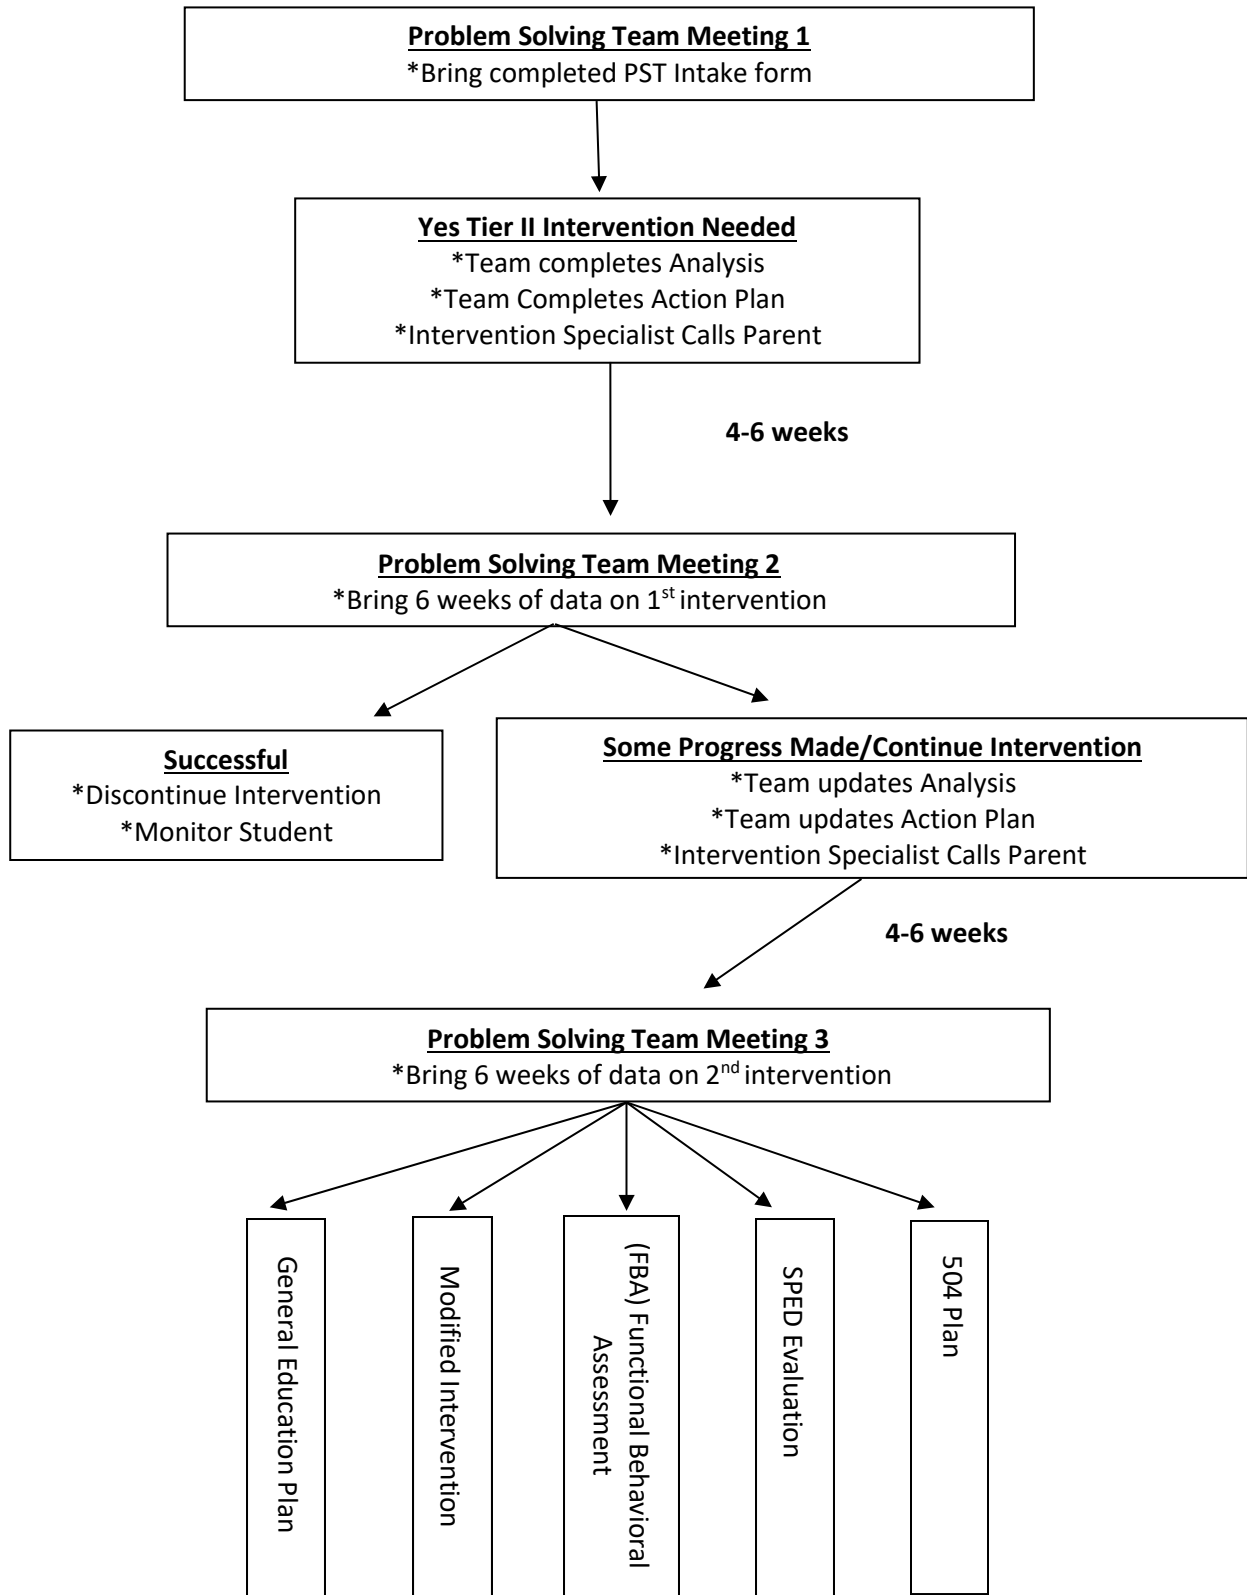 Problem Solving Team Meeting 1
*Bring completed PST Intake form
Yes Tier II Intervention Needed
*Team completes Analysis
*Team Completes Action Plan
*Intervention Specialist Calls Parent
4-6 weeks
Problem Solving Team Meeting 2
*Bring 6 weeks of data on 1st intervention
Successful
*Discontinue Intervention
*Monitor Student
Some Progress Made/Continue Intervention
*Team updates Analysis
*Team updates Action Plan
*Intervention Specialist Calls Parent
4-6 weeks
Problem Solving Team Meeting 3
*Bring 6 weeks of data on 2nd intervention
General Education Plan
Modified Intervention
(FBA) Functional Behavioral
Assessment
SPED Evaluation
504 Plan